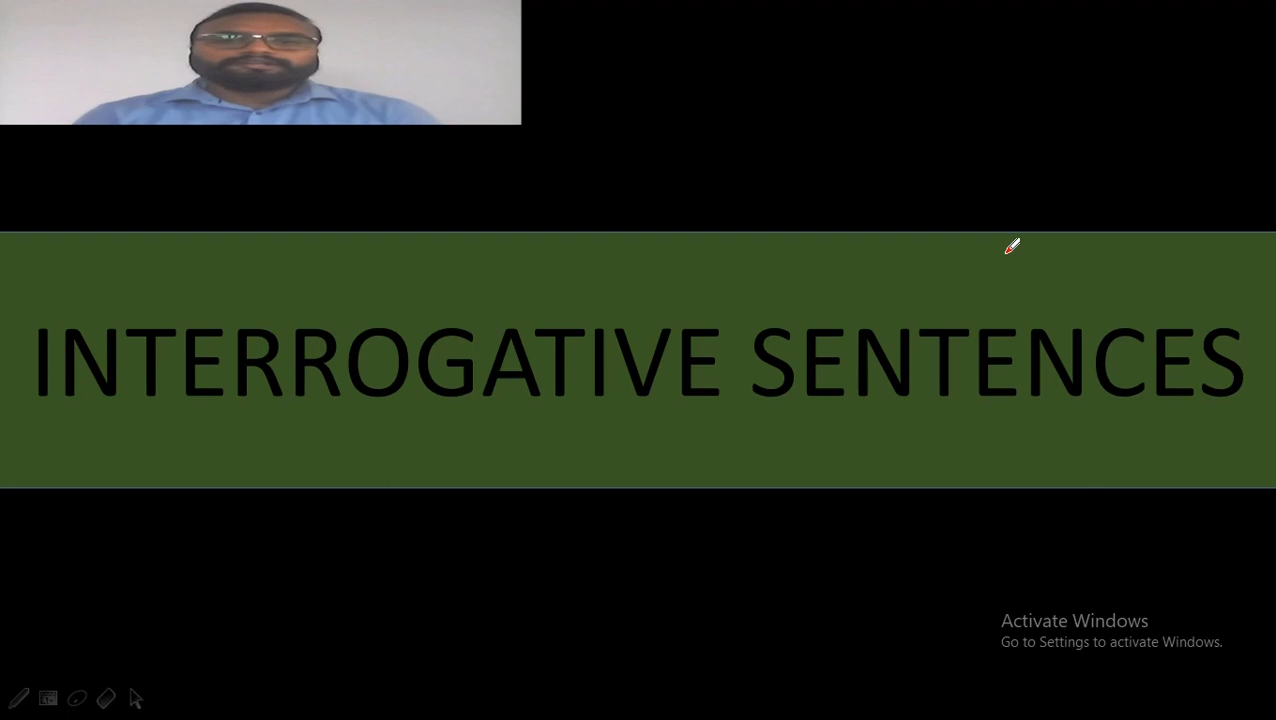 INTERROGATIVE SENTENCES
Activate Windows
Go to Settings to activate Windows.